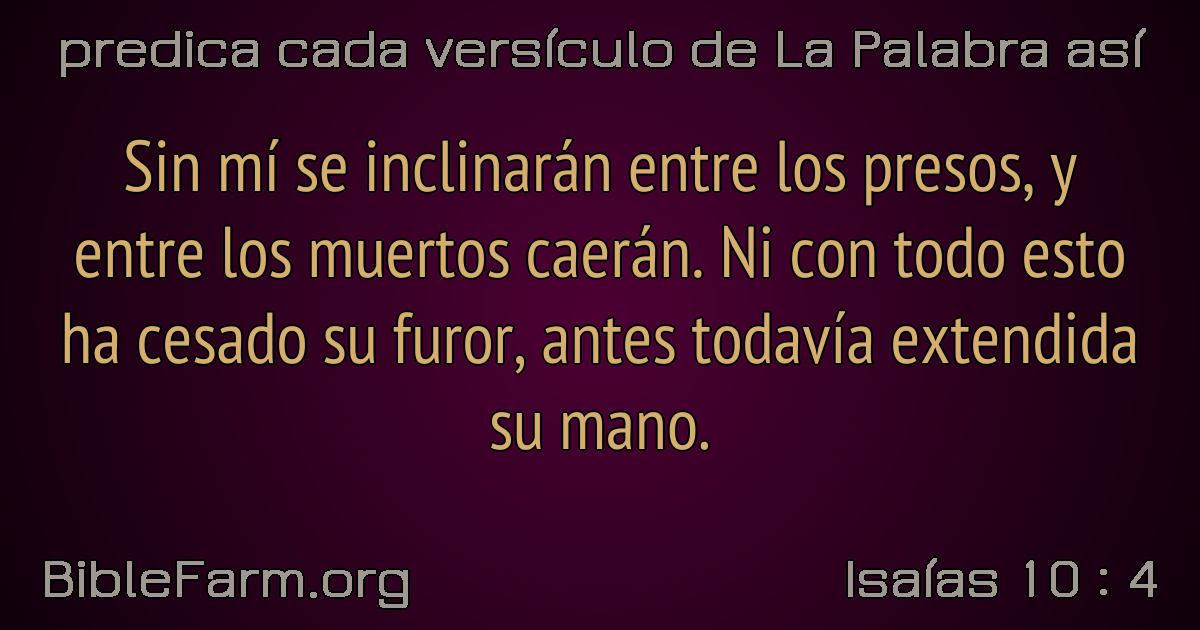 predica cada versículo de La Palabra así
Sin mí se inclinarán entre los presos, y
entre los muertos caerán. Ni con todo esto
ha cesado su furor, antes todavía extendida
su mano.
BibleFarm.org
Isaías 10 : 4